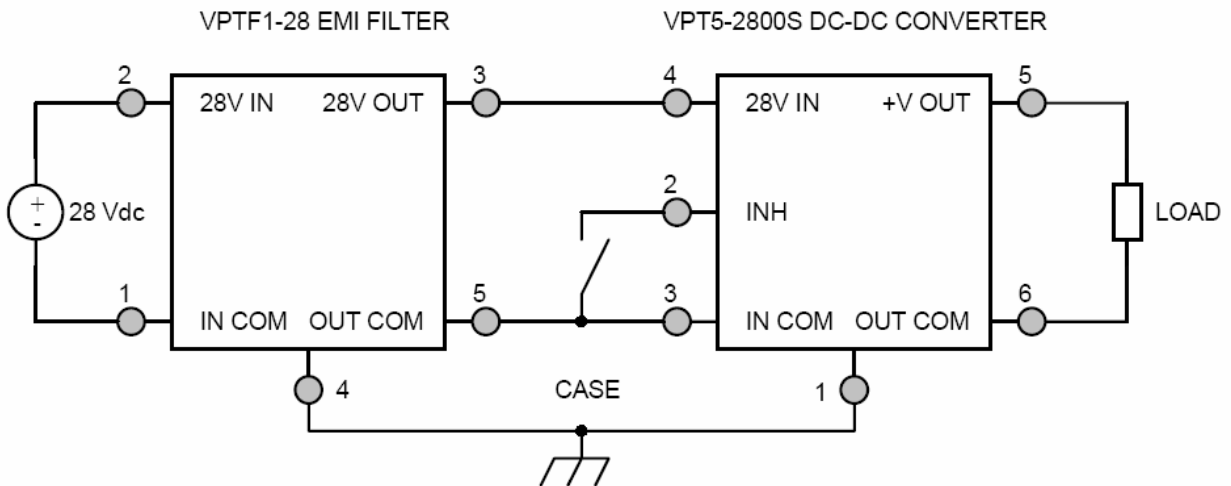 VPTF1-28 EMI FILTER
VPT5-2800S DC-DC CONVERTER
2
3
4
5
28V IN
28V OUT
28V IN
+V OUT
2
+
-
28 Vdc
INH
LOAD
1
5
3
6
IN COM
OUT COM
IN COM
OUT COM
4
CASE
1